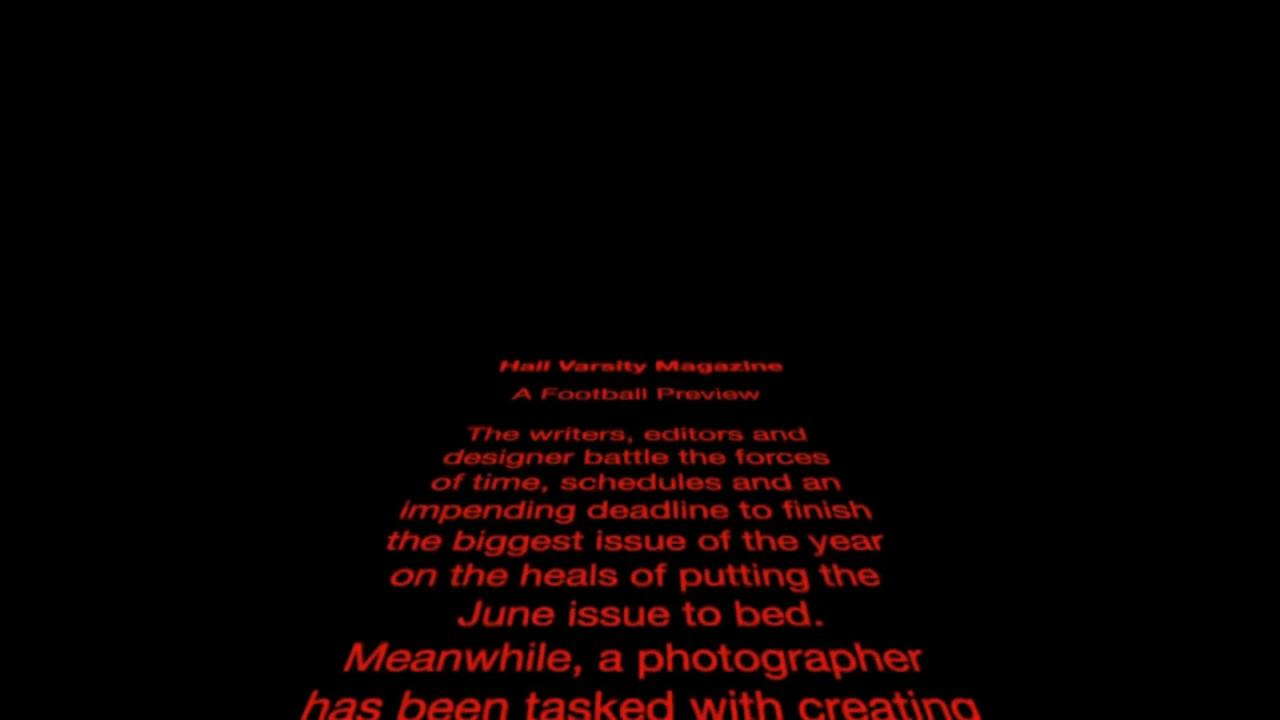 Hail Varsity Magazine
A Football Preview
The writers, editors and
designer battle the forces
of time, schedules and an
impending deadline to finish
the biggest issue of the year
on the heals of putting the
June issue to bed.
Meanwhile, a photographer
has been tasked with creating